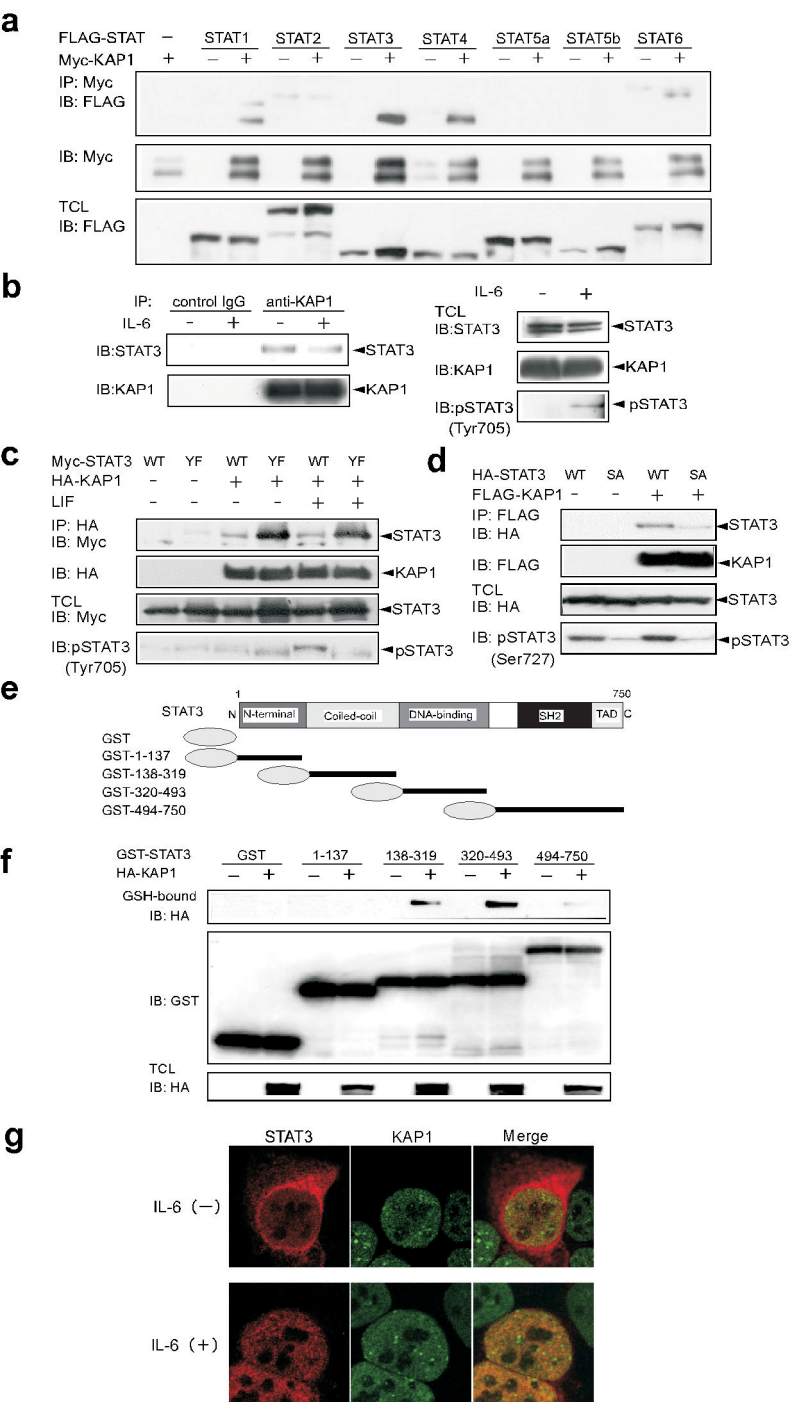 a
FLAG-STAT – STAT1 STAT2 STAT3 STAT4 STAT5a STAT5b STAT6
Myc-KAP1 + – + – + – + – + – + – + – +
IP: Myc
IB: FLAG
IB: Myc
TCL
IB: FLAG
b
IP: control IgG anti-KAP1
IL-6 - + - +
IB:STAT3 STAT3
IB:KAP1 KAP1
IL-6 - +
TCL
IB:STAT3 STAT3
IB:KAP1 KAP1
IB:pSTAT3 pSTAT3
(Tyr705)
c
Myc-STAT3 WT YF WT YF WT YF
HA-KAP1 – – + + + +
LIF – – – – + +
IP: HA
IB: Myc STAT3
IB: HA KAP1
TCL
IB: Myc STAT3
IB:pSTAT3 pSTAT3
(Tyr705)
d
HA-STAT3 WT SA WT SA
FLAG-KAP1 – – + +
IP: FLAG
IB: HA STAT3
IB: FLAG KAP1
TCL
IB: HA STAT3
IB: pSTAT3 pSTAT3
(Ser727)
e
1 750
STAT3 N N-terminal Coiled-coil DNA-binding SH2 TAD C
GST
GST-1-137
GST-138-319
GST-320-493
GST-494-750
f
GST-STAT3 GST 1-137 138-319 320-493 494-750
HA-KAP1 – + – + – + – + – +
GSH-bound
IB: HA
IB: GST
TCL
IB: HA
g
STAT3 KAP1 Merge
IL-6 (−)
IL-6 (+)